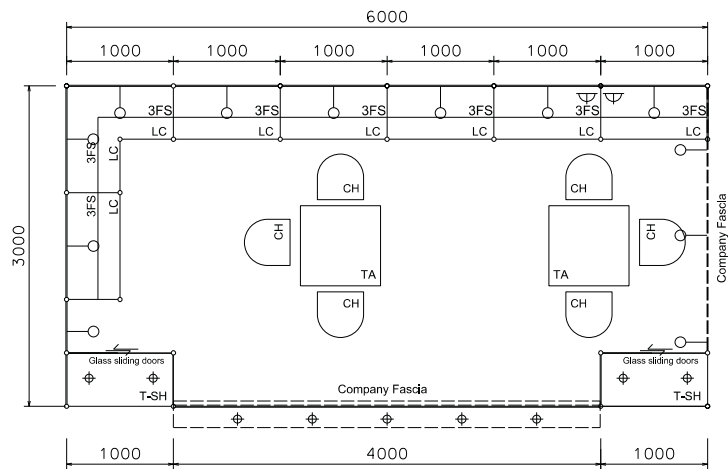 6000
1000 1000 1000 1000 1000 1000
3000
3FS 3FS 3FS 3FS 3FS 3FS
LC LC LC LC LC LC
3FS
LC
3FS
LC
CH
CH
CH
CH
CH
CH
TA
TA
CH
CH
Company Fascia
Glass sliding doors
Glass sliding doors
T-SH
T-SH
Company Fascia
1000 4000 1000